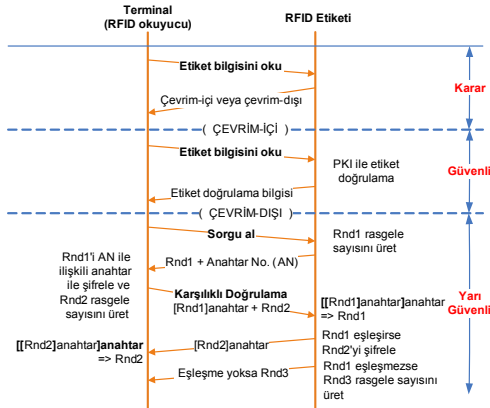 Terminal
(RFID okuyucu)
RFID Etiketi
Etiket bilgisini oku
Karar
Çevrim-içi veya çevrim-dışı
( ÇEVRİM-İÇİ )
Etiket bilgisini oku
PKI ile etiket
doğrulama
Güvenli
Etiket doğrulama bilgisi
( ÇEVRİM-DIŞI )
Sorgu al
Rnd1 rasgele
sayısını üret
Rnd1'i AN ile
ilişkili anahtar
ile şifrele ve
Rnd2 rasgele
sayısını üret
Rnd1 + Anahtar No. (AN)
Karşılıklı Doğrulama
[Rnd1]anahtar + Rnd2
[[Rnd1]anahtar]anahtar
=> Rnd1
Yarı
Güvenli
[[Rnd2]anahtar]anahtar
=> Rnd2
[Rnd2]anahtar
Rnd1 eşleşirse
Rnd2'yi şifrele
Eşleşme yoksa Rnd3
Rnd1 eşleşmezse
Rnd3 rasgele sayısını
üret